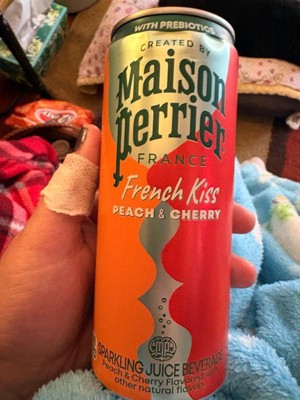 WITH PREBIOTICS
CREATED BY
Maison
perrier
FRANCE
French Kiss
PEACH & CHERRY
SPARKLING JUICE BEVERAGE
Peach & Cherry Flavored
other natural flavors